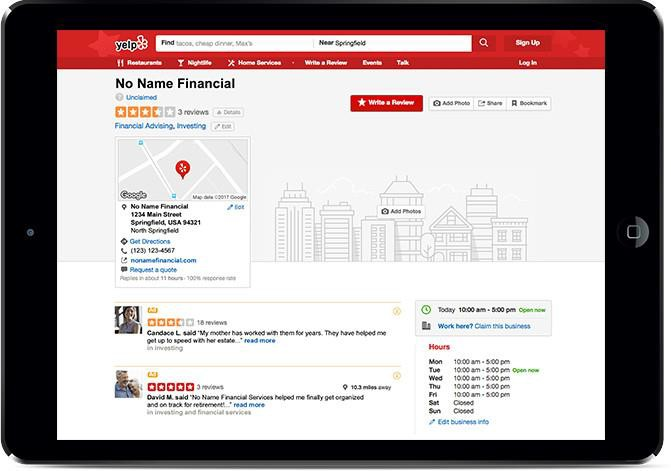 yelp
Find tacos, cheap dinner, Max's
Near Springfield
Sign Up
Restaurants Nightlife Home Services Write a Review Events Talk Log In
No Name Financial
Unclaimed
3 reviews Details
Financial Advising, Investing Edit
Write a Review Add Photo Share Bookmark
Google Map data ©2017 Google
No Name Financial Edit
1234 Main Street
Springfield, USA 94321
North Springfield
Get Directions
(123) 123-4567
nonamefinancial.com
Request a quote
Replies in about 11 hours · 100% response rate
Add Photos
Ad
18 reviews
Candace L. said "My mother has worked with them for years. They have helped me
get up to speed with her estate..." read more
in investing
Ad
3 reviews 10.3 miles away
David M. said "No Name Financial Services helped me finally get organized
and on track for retirement!..." read more
in investing and financial services
Today 10:00 am - 5:00 pm Open now
Work here? Claim this business
Hours
Mon 10:00 am - 5:00 pm
Tue 10:00 am - 5:00 pm Open now
Wed 10:00 am - 5:00 pm
Thu 10:00 am - 5:00 pm
Fri 10:00 am - 5:00 pm
Sat Closed
Sun Closed
Edit business info